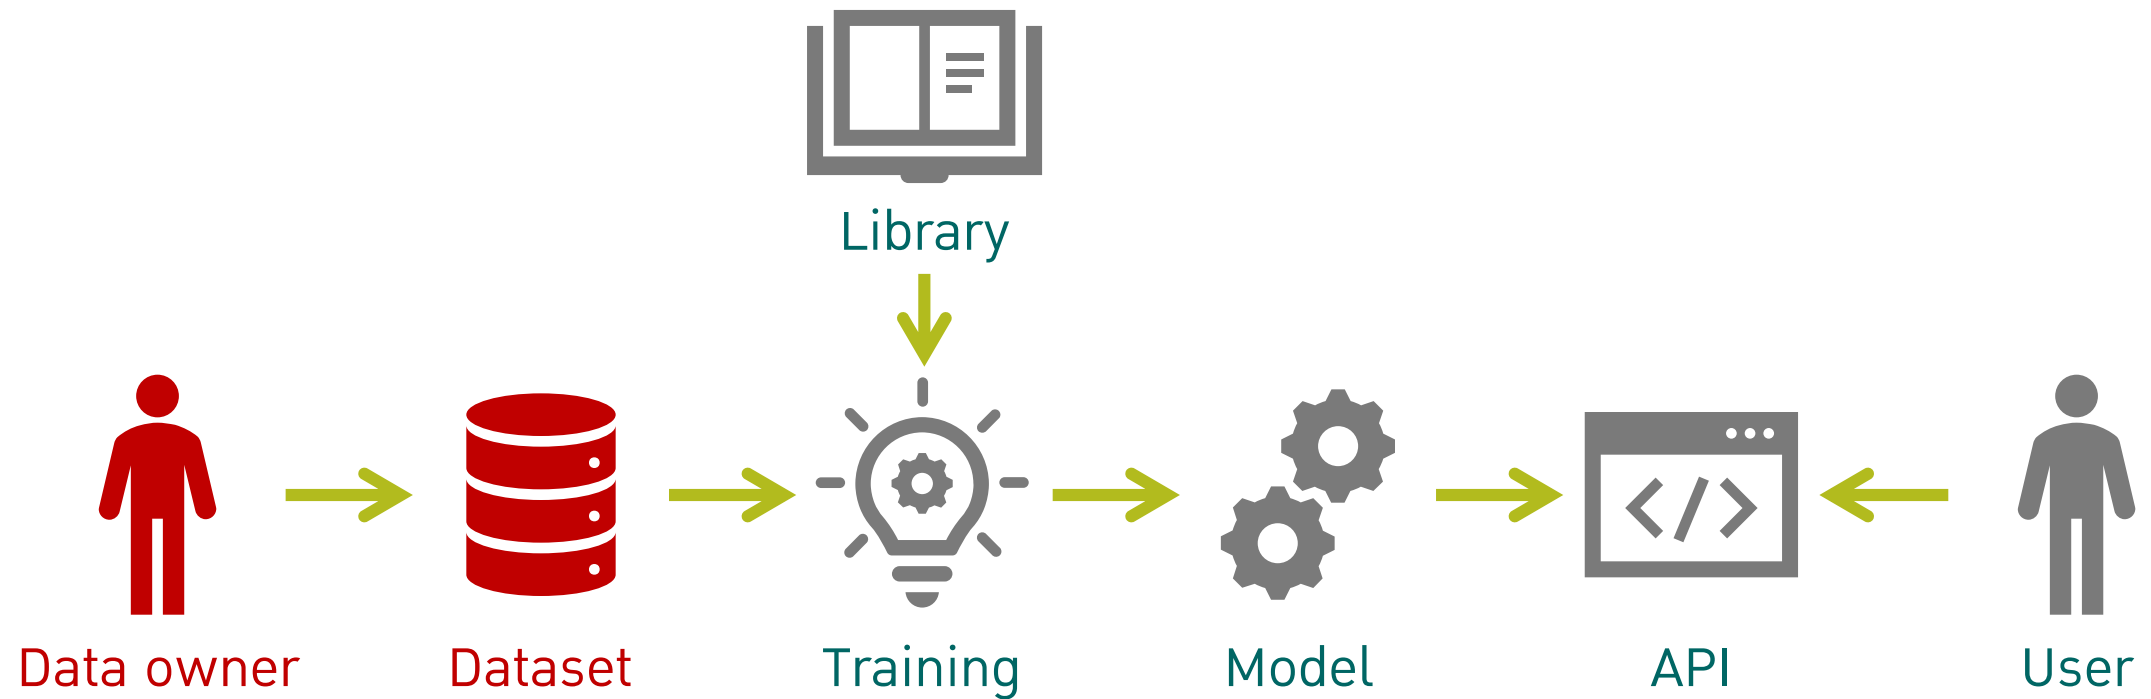 Library
Data owner
Dataset
Training
Model
API
User